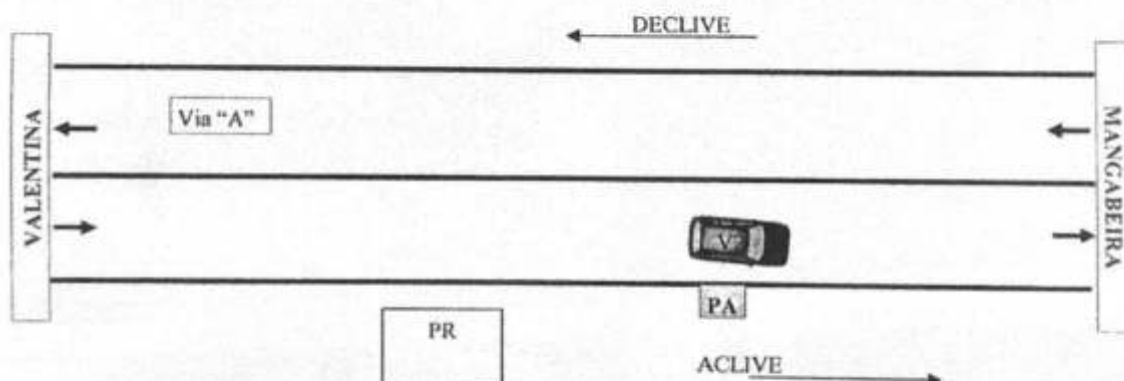 DECLIVE
VALENTINA
Via “A”
MANGABEIRA
V
PA
PR
ACLIVE